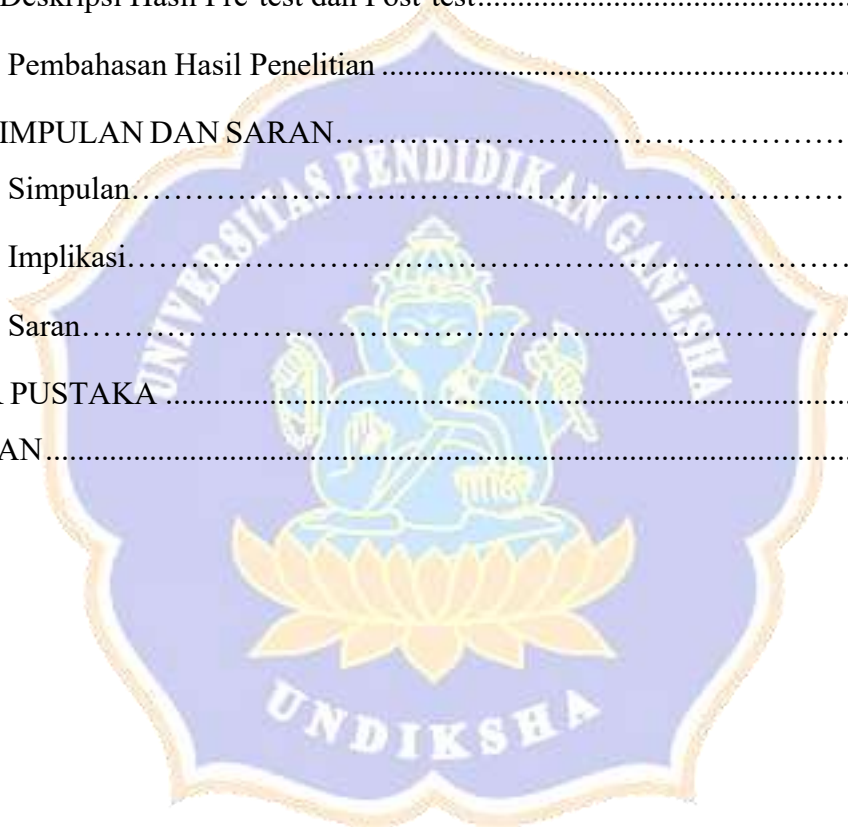 Deskripsi Hasil Pre-test dan Post-test........................................
Pembahasan Hasil Penelitian ..................................................
IMPULAN DAN SARAN…………………………………………
Simpulan……………………………………………………………
Implikasi……………………………………………………………
Saran…………………………………………...…………………
PUSTAKA .......................................................................
AN.................................................................................
UNIVERSITAS PENDIDIKAN GANESHA
UNDIKSHA